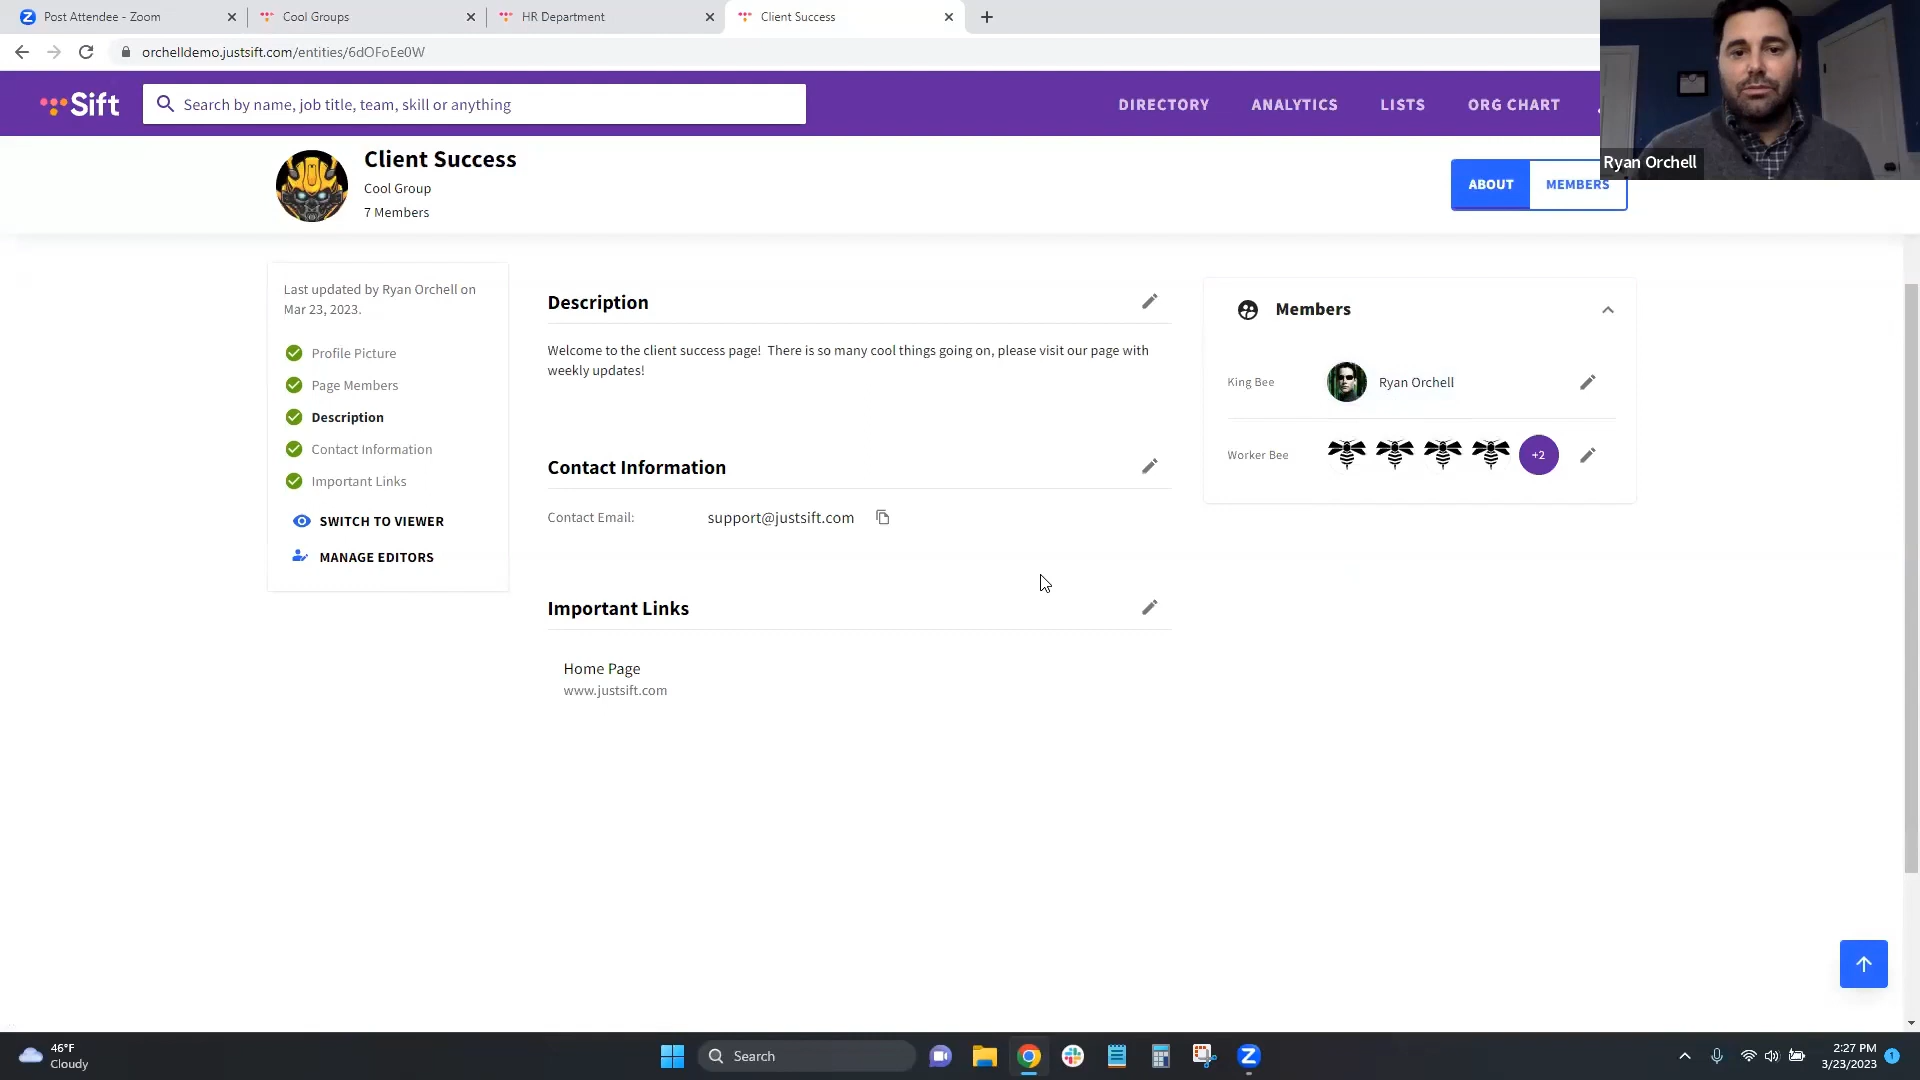 Post Attendee - Zoom
Cool Groups
HR Department
Client Success
orchelldemo.justsift.com/entities/6dOFoEe0W
Sift
Search by name, job title, team, skill or anything
DIRECTORY
ANALYTICS
LISTS
ORG CHART
Ryan Orchell
Client Success
Cool Group
7 Members
ABOUT
MEMBERS
Last updated by Ryan Orchell on
Mar 23, 2023.
Profile Picture
Page Members
Description
Contact Information
Important Links
SWITCH TO VIEWER
MANAGE EDITORS
Description
Welcome to the client success page! There is so many cool things going on, please visit our page with
weekly updates!
Contact Information
Contact Email:
support@justsift.com
Important Links
Home Page
www.justsift.com
Members
King Bee
Ryan Orchell
Worker Bee
+2
46°F
Cloudy
Search
2:27 PM
3/23/2023
1